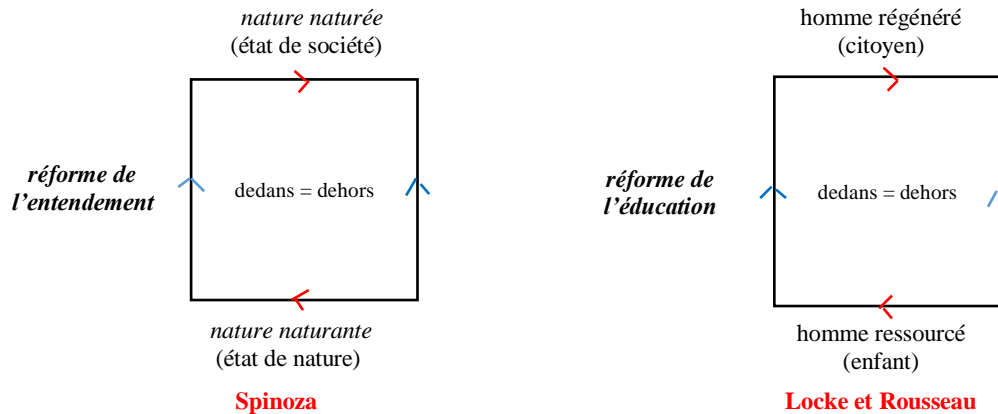 nature naturée
(état de société)
réforme de
l’entendement
dedans = dehors
nature naturante
(état de nature)
Spinoza
homme régénéré
(citoyen)
réforme de
l’éducation
dedans = dehors
homme ressourcé
(enfant)
Locke et Rousseau